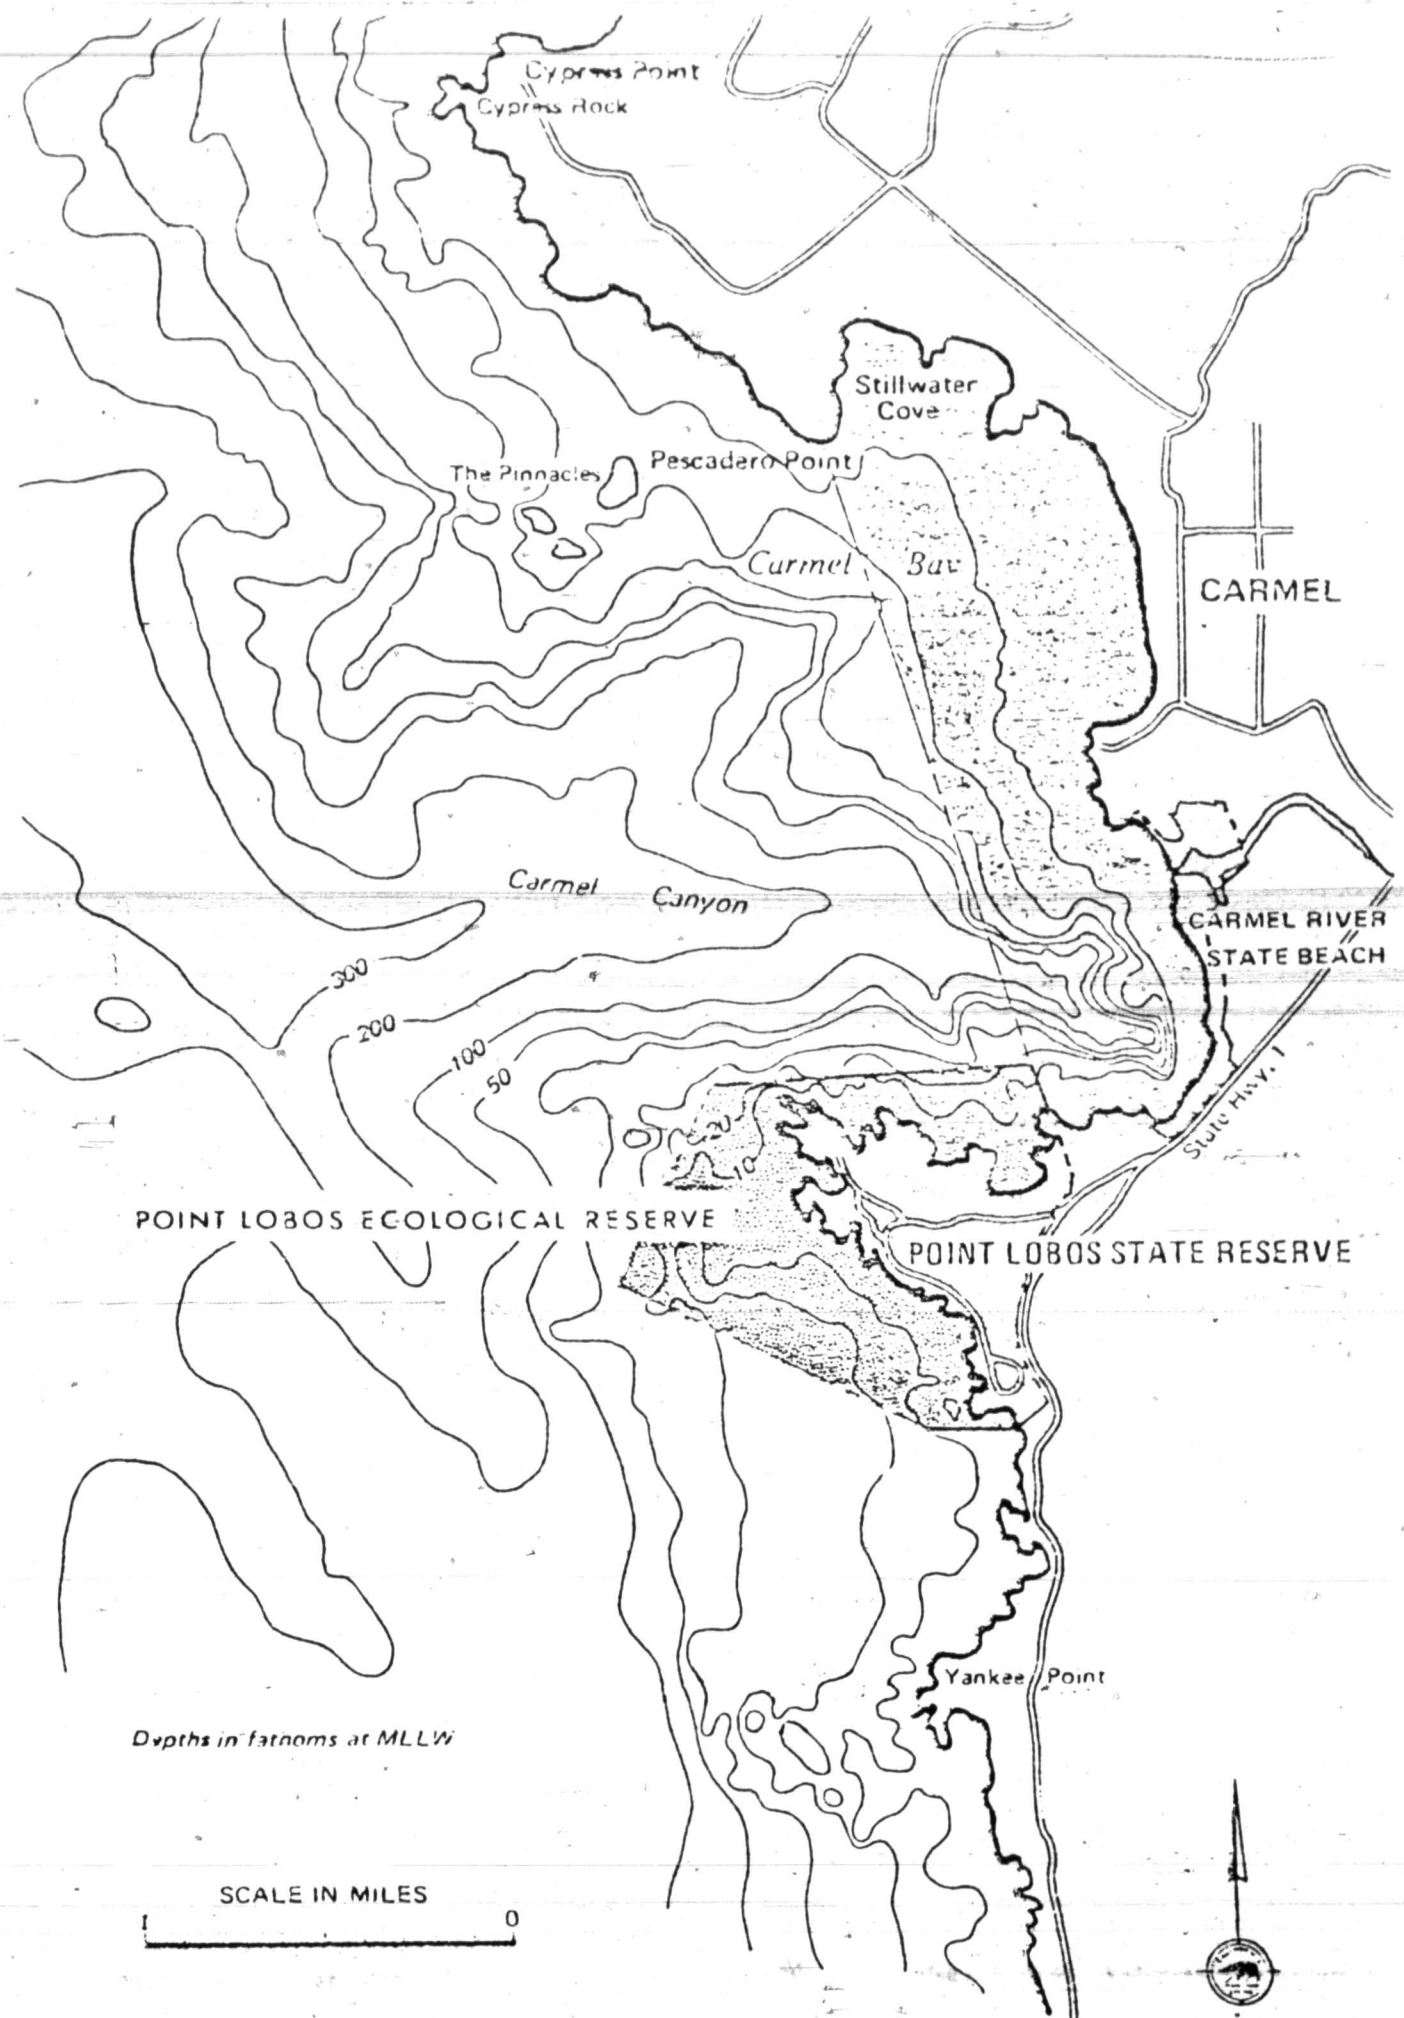 Cypress Point
Cypress Rock
Stillwater
Cove
The Pinnacles
Pescadero Point
Carmel Bay
CARMEL
Carmel Canyon
CARMEL RIVER
STATE BEACH
300
200
100
50
20
10
State Hwy. 1
POINT LOBOS ECOLOGICAL RESERVE
POINT LOBOS STATE RESERVE
Yankee Point
Depths in fathoms at MLLW
SCALE IN MILES
1 0